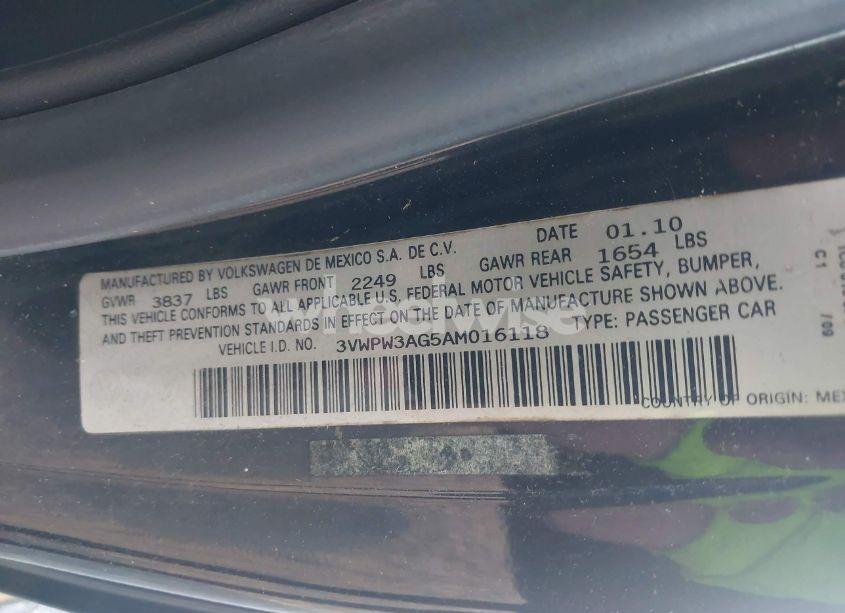 MANUFACTURED BY VOLKSWAGEN DE MEXICO S.A. DE C.V. DATE 01.10
GVWR 3837 LBS GAWR FRONT 2249 LBS GAWR REAR 1654 LBS
THIS VEHICLE CONFORMS TO ALL APPLICABLE U.S. FEDERAL MOTOR VEHICLE SAFETY, BUMPER,
AND THEFT PREVENTION STANDARDS IN EFFECT ON THE DATE OF MANUFACTURE SHOWN ABOVE.
VEHICLE I.D. NO. 3VWPW3AG5AM016118 TYPE: PASSENGER CAR
COUNTRY OF ORIGIN: MEX
C1 /09
wheelwise